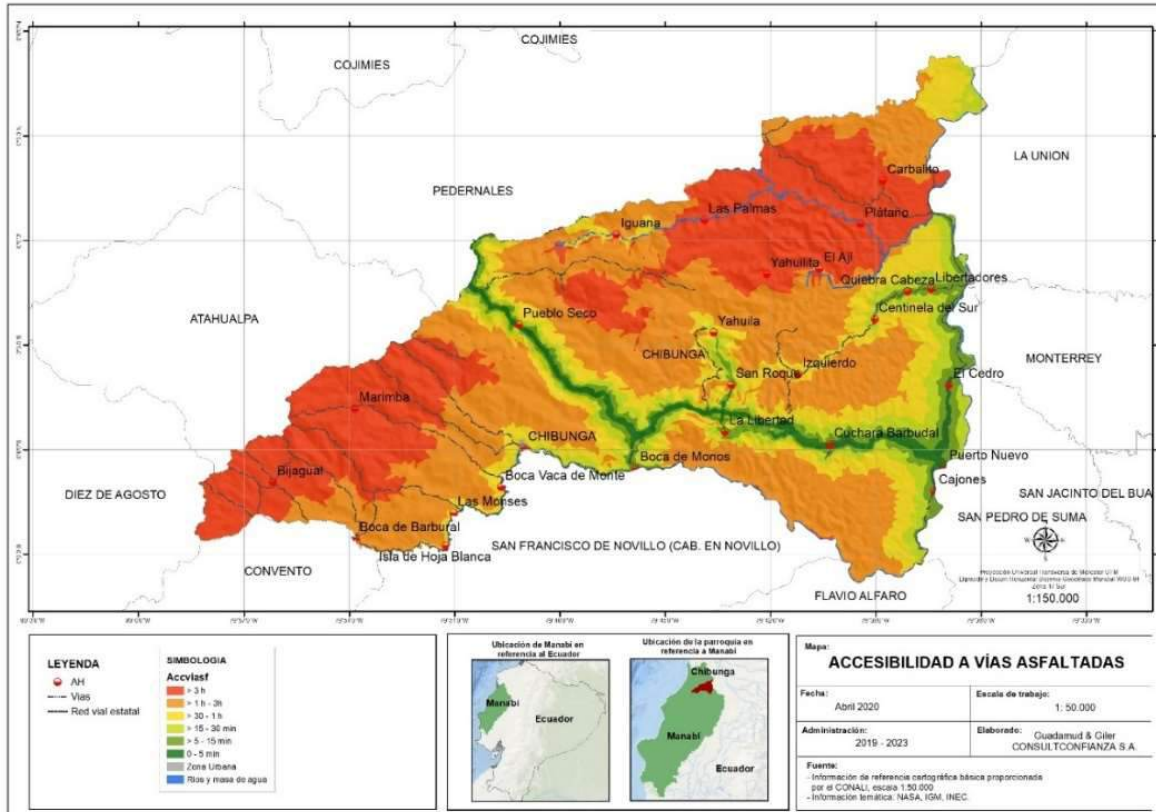 COJIMIES
COJIMIES
LA UNION
Carbalito
PEDERNALES
Las Palmas
Plátano
Iguana
Yahuilita
El Aji
Quiebra Cabeza
Libertadores
Centinela del Sur
ATAHUALPA
Pueblo Seco
Yahuila
CHIBUNGA
MONTERREY
Izquierdo
San Roque
El Cedro
Marimba
La Libertad
CHIBUNGA
Cuchara Barbudal
Boca de Monos
Puerto Nuevo
Bijagual
Boca Vaca de Monte
Cajones
DIEZ DE AGOSTO
Las Monses
SAN JACINTO DEL BUA
Boca de Barbural
SAN PEDRO DE SUMA
SAN FRANCISCO DE NOVILLO (CAB. EN NOVILLO)
Isla de Hoja Blanca
CONVENTO
FLAVIO ALFARO
1:150.000
LEYENDA
AH
Vias
Red vial estatal
SIMBOLOGIA
Accviasf
> 3 h
> 1 h - 3h
> 30 - 1 h
> 15 - 30 min
> 5 - 15 min
0 - 5 min
Zona Urbana
Rios y masa de agua
Ubicación de Manabí en
referencia al Ecuador
Manabí
Ecuador
Ubicación de la parroquia en
referencia a Manabí
Chibunga
Manabí
Ecuador
Mapa:
ACCESIBILIDAD A VÍAS ASFALTADAS
Fecha:
Abril 2020
Escala de trabajo:
1: 50.000
Administración:
2019 - 2023
Elaborado:
Guadamud & Giler
CONSULTCONFIANZA S.A.
Fuente:
- Información de referencia cartográfica básica proporcionada
por el CONALI, escala 1:50.000
- Información temática: NASA, IGM, INEC.